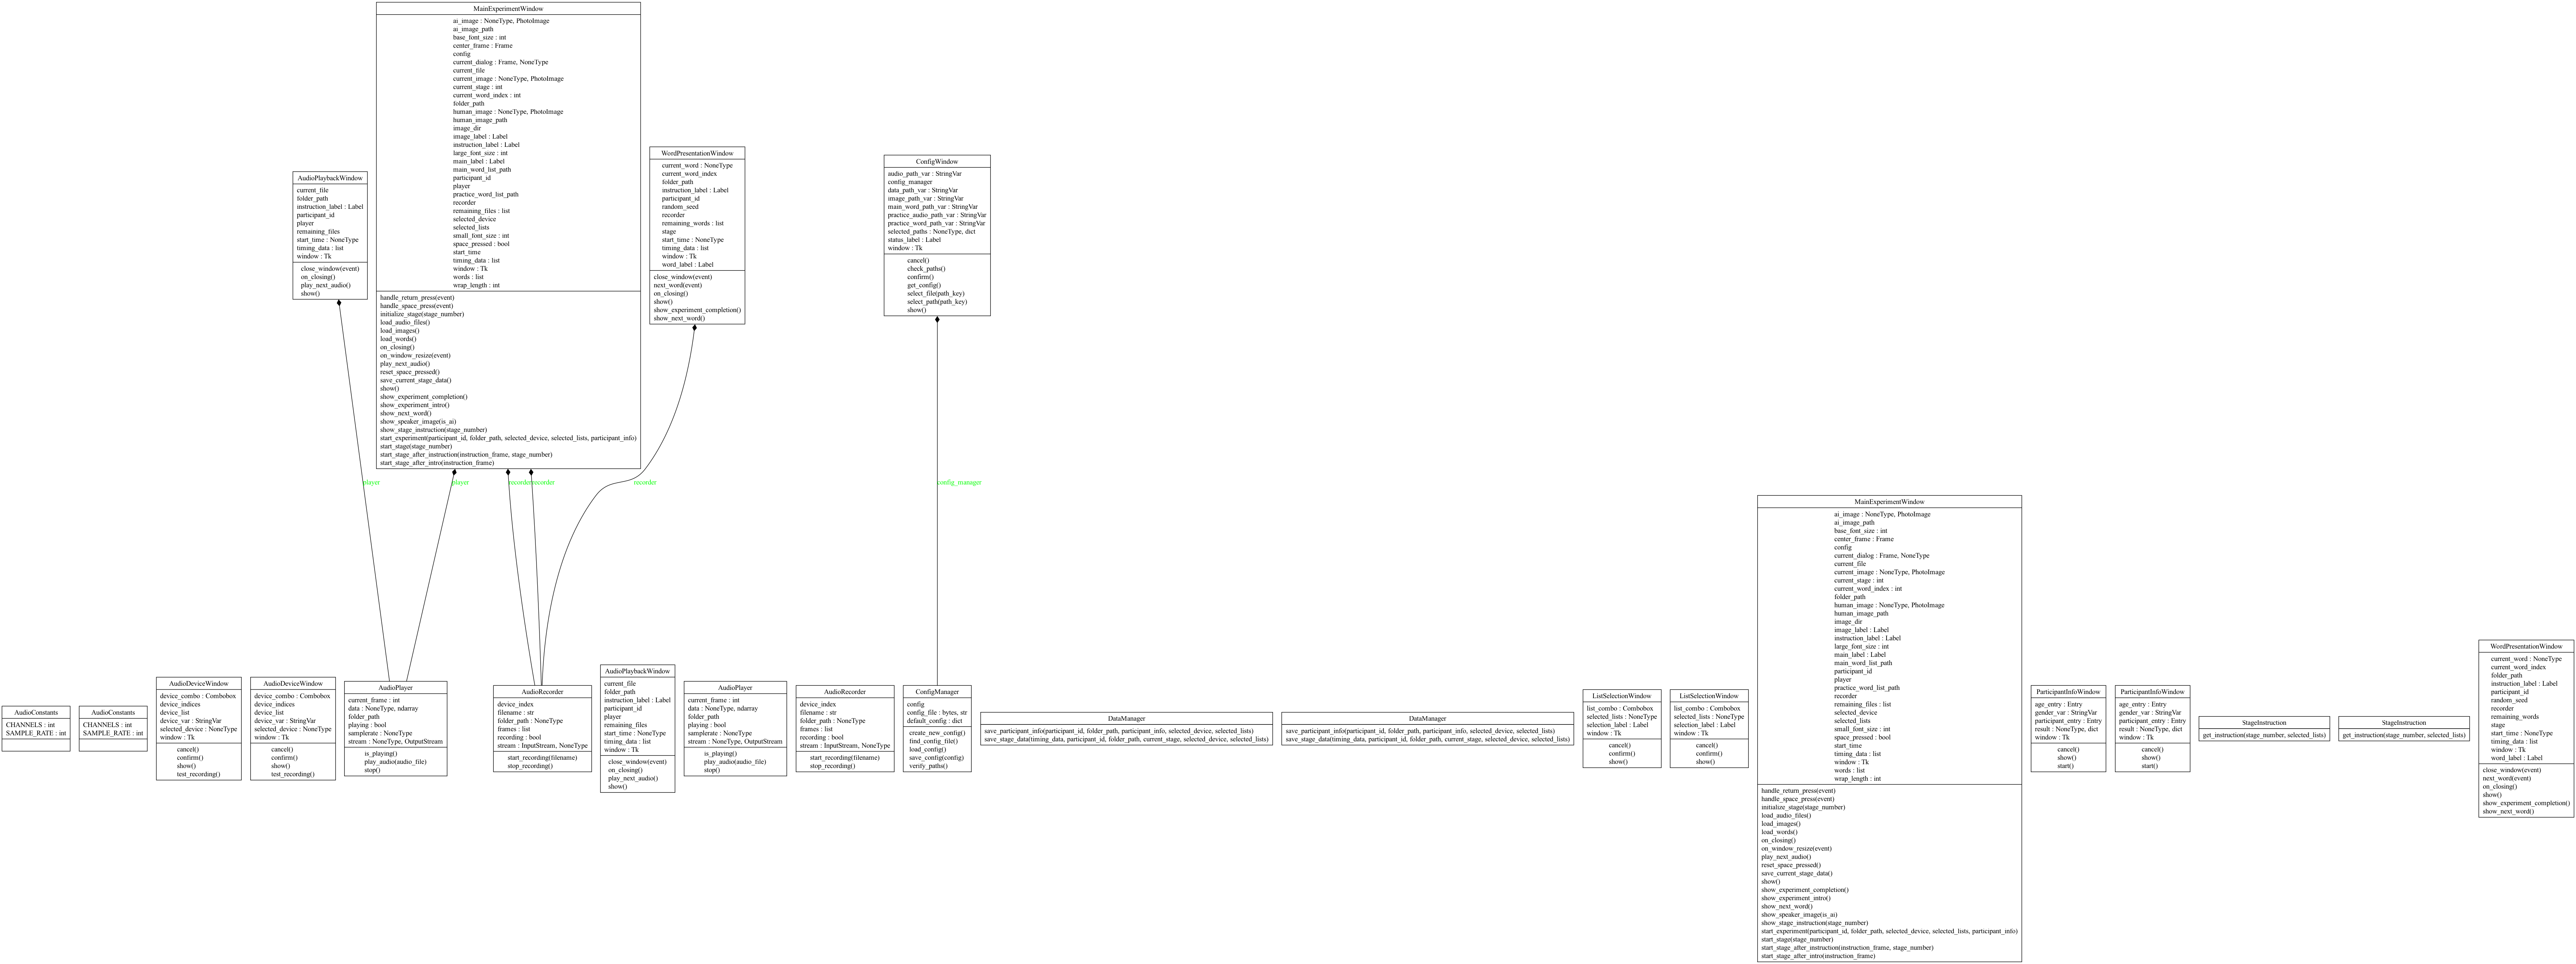 MainExperimentWindow
ai_image : NoneType, PhotoImage
ai_image_path
base_font_size : int
center_frame : Frame
config
current_dialog : Frame, NoneType
current_file
current_image : NoneType, PhotoImage
current_stage : int
current_word_index : int
folder_path
human_image : NoneType, PhotoImage
human_image_path
image_dir
image_label : Label
instruction_label : Label
large_font_size : int
main_label : Label
main_word_list_path
participant_id
player
practice_word_list_path
recorder
remaining_files : list
selected_device
selected_lists
small_font_size : int
space_pressed : bool
start_time
timing_data : list
window : Tk
words : list
wrap_length : int
handle_return_press(event)
handle_space_press(event)
initialize_stage(stage_number)
load_audio_files()
load_images()
load_words()
on_closing()
on_window_resize(event)
play_next_audio()
reset_space_pressed()
save_current_stage_data()
show()
show_experiment_completion()
show_experiment_intro()
show_next_word()
show_speaker_image(is_ai)
show_stage_instruction(stage_number)
start_experiment(participant_id, folder_path, selected_device, selected_lists, participant_info)
start_stage(stage_number)
start_stage_after_instruction(instruction_frame, stage_number)
start_stage_after_intro(instruction_frame)
AudioPlaybackWindow
current_file
folder_path
instruction_label : Label
participant_id
player
remaining_files
start_time : NoneType
timing_data : list
window : Tk
close_window(event)
on_closing()
play_next_audio()
show()
WordPresentationWindow
current_word : NoneType
current_word_index
folder_path
instruction_label : Label
participant_id
random_seed
recorder
remaining_words : list
stage
start_time : NoneType
timing_data : list
window : Tk
word_label : Label
close_window(event)
next_word(event)
on_closing()
show()
show_experiment_completion()
show_next_word()
ConfigWindow
audio_path_var : StringVar
config_manager
data_path_var : StringVar
image_path_var : StringVar
main_word_path_var : StringVar
practice_audio_path_var : StringVar
practice_word_path_var : StringVar
selected_paths : NoneType, dict
status_label : Label
window : Tk
cancel()
check_paths()
confirm()
get_config()
select_file(path_key)
select_path(path_key)
show()
player
player
recorder
recorder
recorder
config_manager
AudioConstants
CHANNELS : int
SAMPLE_RATE : int
AudioConstants
CHANNELS : int
SAMPLE_RATE : int
AudioDeviceWindow
device_combo : Combobox
device_indices
device_list
device_var : StringVar
selected_device : NoneType
window : Tk
cancel()
confirm()
show()
test_recording()
AudioDeviceWindow
device_combo : Combobox
device_indices
device_list
device_var : StringVar
selected_device : NoneType
window : Tk
cancel()
confirm()
show()
test_recording()
AudioPlayer
current_frame : int
data : NoneType, ndarray
folder_path
playing : bool
samplerate : NoneType
stream : NoneType, OutputStream
is_playing()
play_audio(audio_file)
stop()
AudioRecorder
device_index
filename : str
folder_path : NoneType
frames : list
recording : bool
stream : InputStream, NoneType
start_recording(filename)
stop_recording()
AudioPlaybackWindow
current_file
folder_path
instruction_label : Label
participant_id
player
remaining_files
start_time : NoneType
timing_data : list
window : Tk
close_window(event)
on_closing()
play_next_audio()
show()
AudioPlayer
current_frame : int
data : NoneType, ndarray
folder_path
playing : bool
samplerate : NoneType
stream : NoneType, OutputStream
is_playing()
play_audio(audio_file)
stop()
AudioRecorder
device_index
filename : str
folder_path : NoneType
frames : list
recording : bool
stream : InputStream, NoneType
start_recording(filename)
stop_recording()
ConfigManager
config
config_file : bytes, str
default_config : dict
create_new_config()
find_config_file()
load_config()
save_config(config)
verify_paths()
DataManager
save_participant_info(participant_id, folder_path, participant_info, selected_device, selected_lists)
save_stage_data(timing_data, participant_id, folder_path, current_stage, selected_device, selected_lists)
DataManager
save_participant_info(participant_id, folder_path, participant_info, selected_device, selected_lists)
save_stage_data(timing_data, participant_id, folder_path, current_stage, selected_device, selected_lists)
ListSelectionWindow
list_combo : Combobox
selected_lists : NoneType
selection_label : Label
window : Tk
cancel()
confirm()
show()
ListSelectionWindow
list_combo : Combobox
selected_lists : NoneType
selection_label : Label
window : Tk
cancel()
confirm()
show()
MainExperimentWindow
ai_image : NoneType, PhotoImage
ai_image_path
base_font_size : int
center_frame : Frame
config
current_dialog : Frame, NoneType
current_file
current_image : NoneType, PhotoImage
current_stage : int
current_word_index : int
folder_path
human_image : NoneType, PhotoImage
human_image_path
image_dir
image_label : Label
instruction_label : Label
large_font_size : int
main_label : Label
main_word_list_path
participant_id
player
practice_word_list_path
recorder
remaining_files : list
selected_device
selected_lists
small_font_size : int
space_pressed : bool
start_time
timing_data : list
window : Tk
words : list
wrap_length : int
handle_return_press(event)
handle_space_press(event)
initialize_stage(stage_number)
load_audio_files()
load_images()
load_words()
on_closing()
on_window_resize(event)
play_next_audio()
reset_space_pressed()
save_current_stage_data()
show()
show_experiment_completion()
show_experiment_intro()
show_next_word()
show_speaker_image(is_ai)
show_stage_instruction(stage_number)
start_experiment(participant_id, folder_path, selected_device, selected_lists, participant_info)
start_stage(stage_number)
start_stage_after_instruction(instruction_frame, stage_number)
start_stage_after_intro(instruction_frame)
ParticipantInfoWindow
age_entry : Entry
gender_var : StringVar
participant_entry : Entry
result : NoneType, dict
window : Tk
cancel()
show()
start()
ParticipantInfoWindow
age_entry : Entry
gender_var : StringVar
participant_entry : Entry
result : NoneType, dict
window : Tk
cancel()
show()
start()
StageInstruction
get_instruction(stage_number, selected_lists)
StageInstruction
get_instruction(stage_number, selected_lists)
WordPresentationWindow
current_word : NoneType
current_word_index
folder_path
instruction_label : Label
participant_id
random_seed
recorder
remaining_words
stage
start_time : NoneType
timing_data : list
window : Tk
word_label : Label
close_window(event)
next_word(event)
on_closing()
show()
show_experiment_completion()
show_next_word()